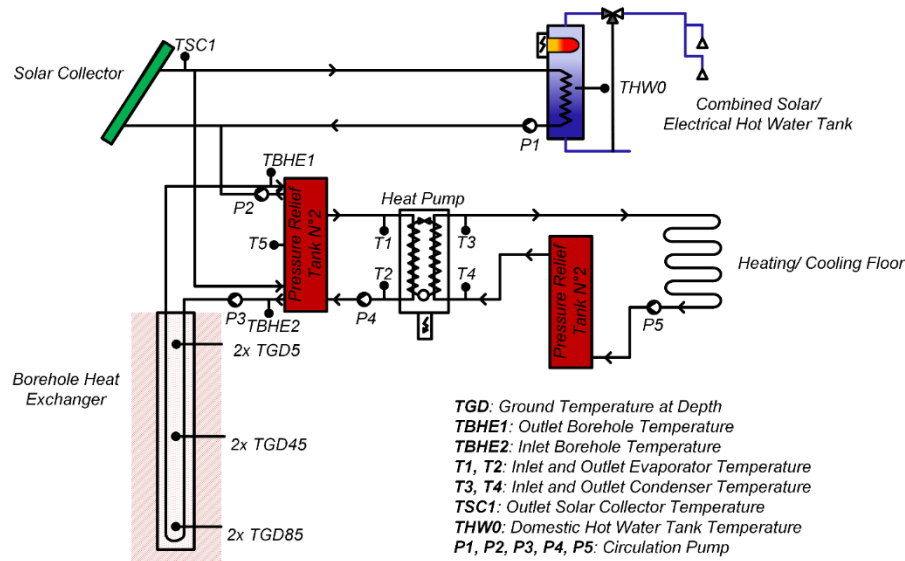 TSC1
Solar Collector
THW0
Combined Solar/
Electrical Hot Water Tank
P1
TBHE1
P2
Heat Pump
Pressure Relief
Tank N°2
T5
T1
T3
T2
T4
Pressure Relief
Tank N°2
Heating/ Cooling Floor
P3
TBHE2
P4
P5
2x TGD5
Borehole Heat
Exchanger
2x TGD45
2x TGD85
TGD: Ground Temperature at Depth
TBHE1: Outlet Borehole Temperature
TBHE2: Inlet Borehole Temperature
T1, T2: Inlet and Outlet Evaporator Temperature
T3, T4: Inlet and Outlet Condenser Temperature
TSC1: Outlet Solar Collector Temperature
THW0: Domestic Hot Water Tank Temperature
P1, P2, P3, P4, P5: Circulation Pump